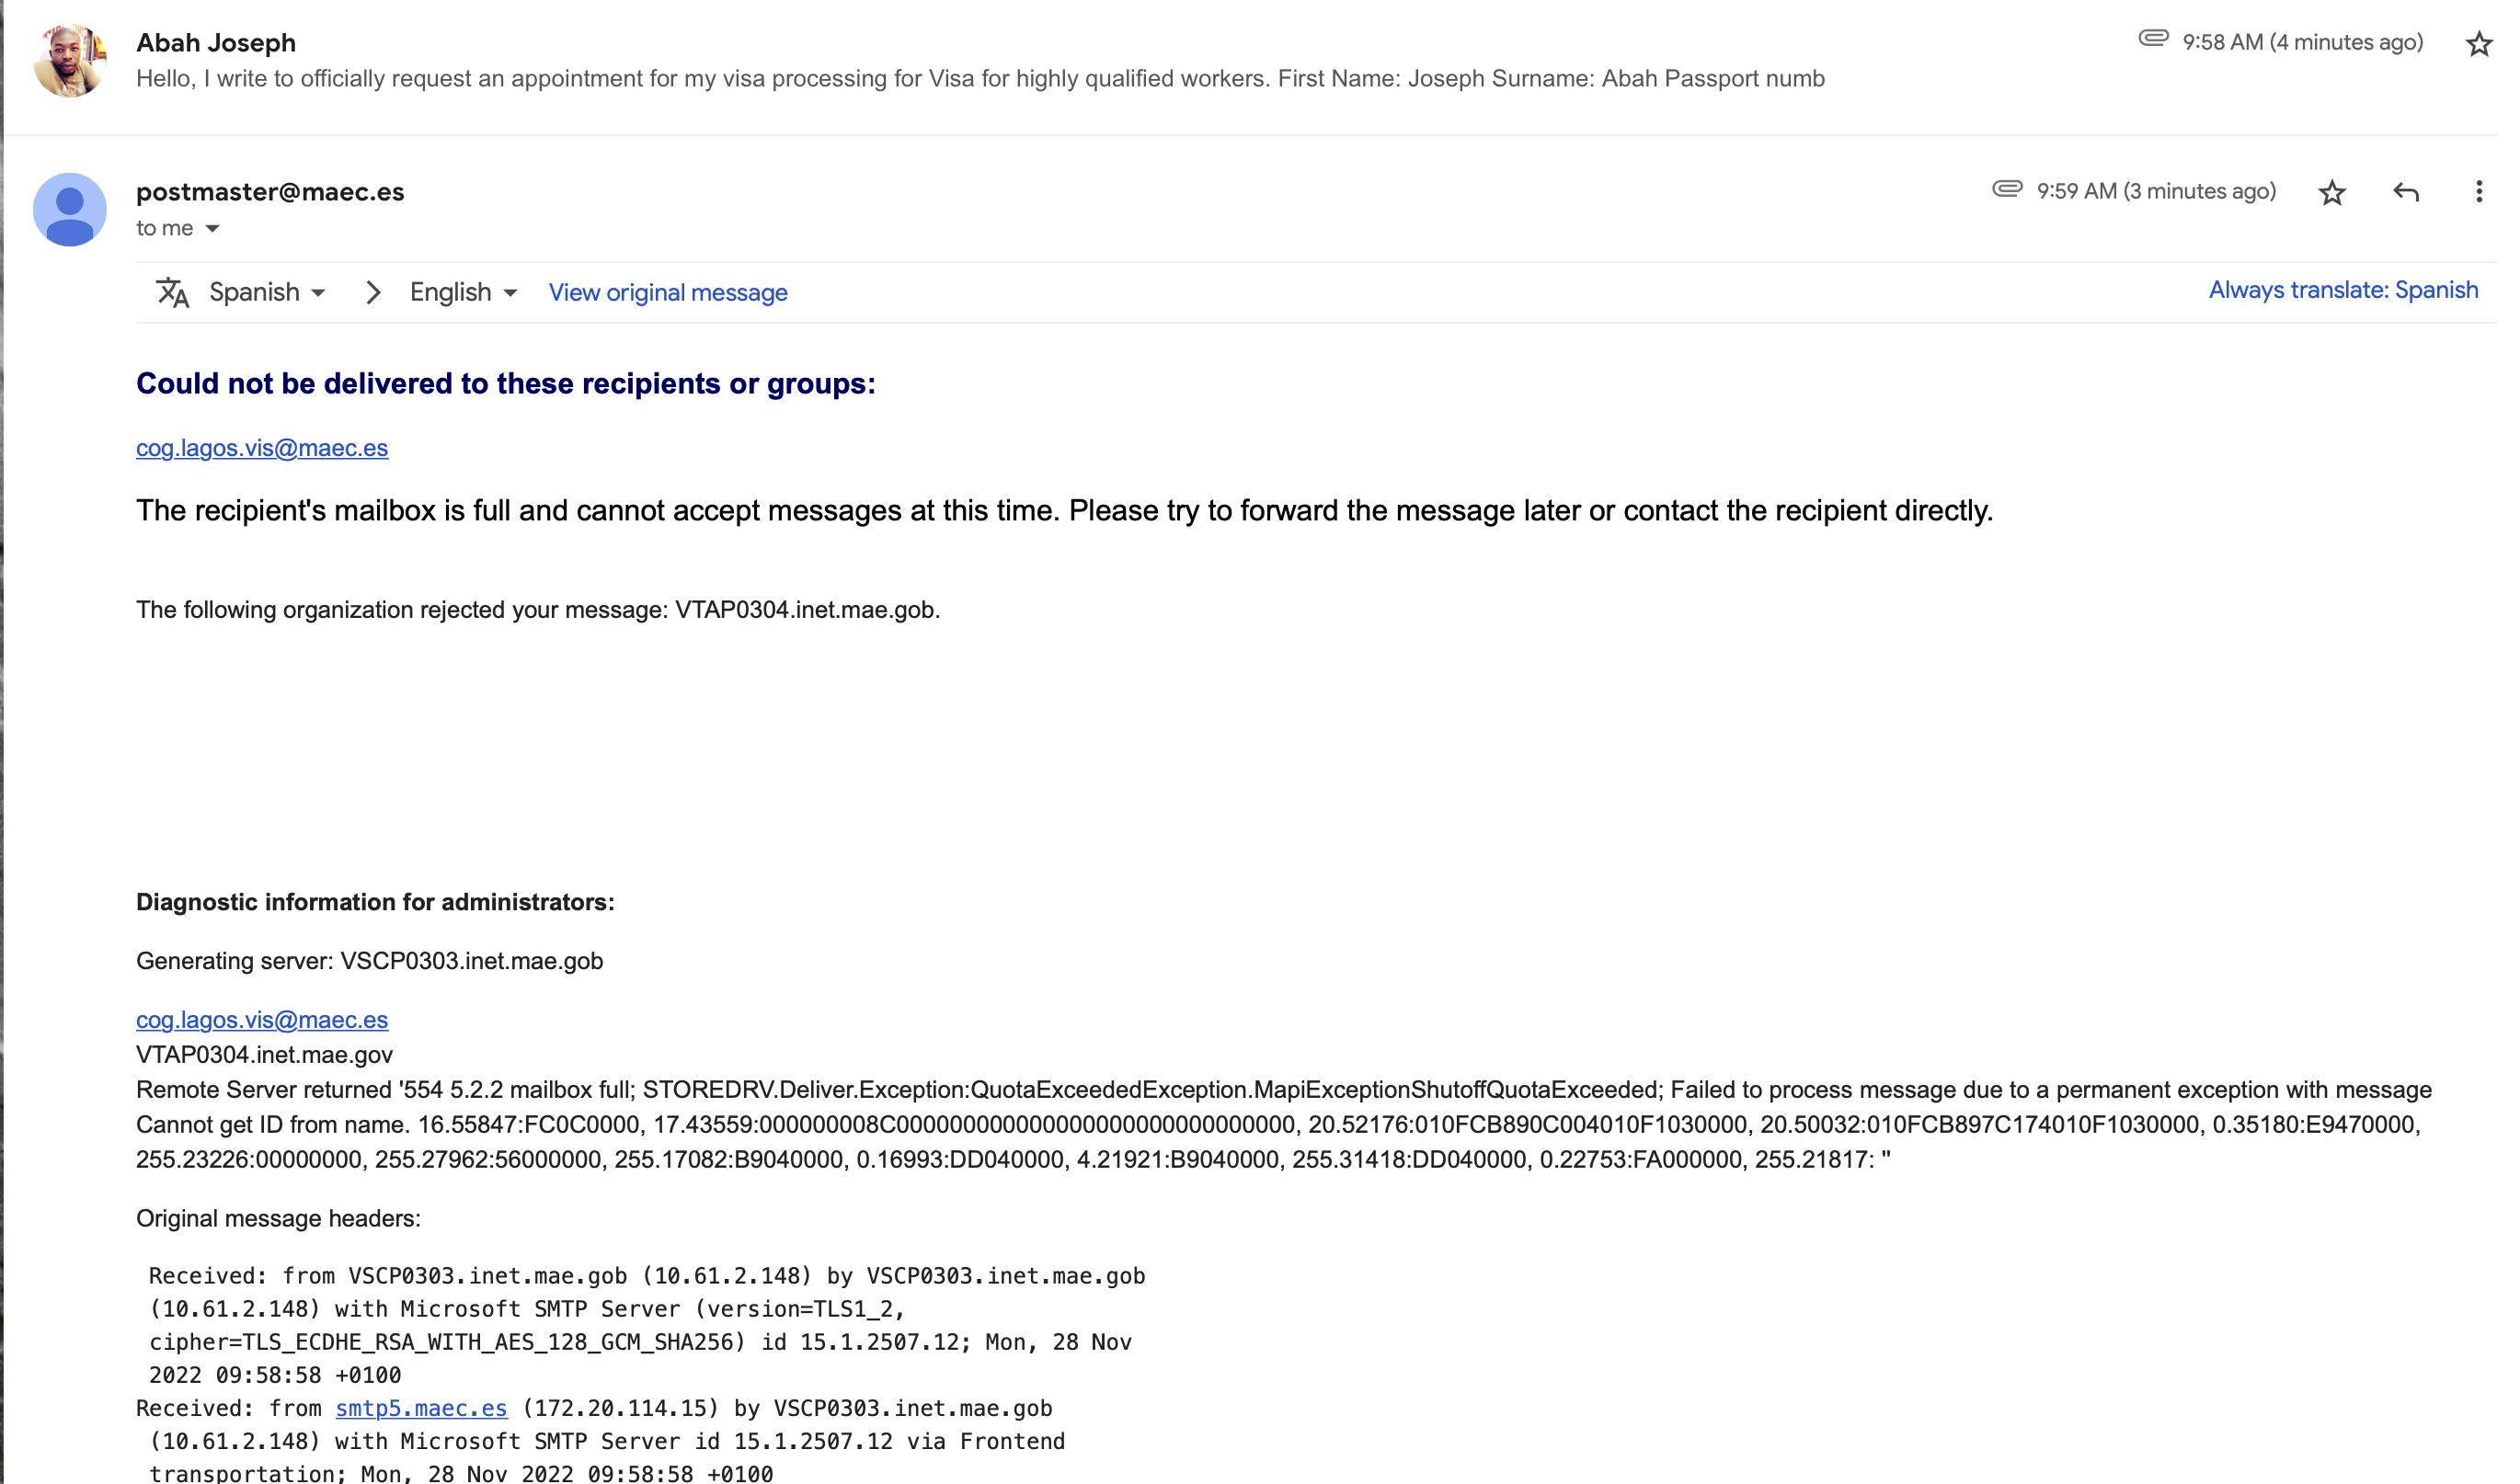 Abah Joseph
9:58 AM (4 minutes ago)
Hello, I write to officially request an appointment for my visa processing for Visa for highly qualified workers. First Name: Joseph Surname: Abah Passport numb
postmaster@maec.es
9:59 AM (3 minutes ago)
to me
Spanish > English View original message
Always translate: Spanish
Could not be delivered to these recipients or groups:
cog.lagos.vis@maec.es
The recipient's mailbox is full and cannot accept messages at this time. Please try to forward the message later or contact the recipient directly.
The following organization rejected your message: VTAP0304.inet.mae.gob.
Diagnostic information for administrators:
Generating server: VSCP0303.inet.mae.gob
cog.lagos.vis@maec.es
VTAP0304.inet.mae.gov
Remote Server returned '554 5.2.2 mailbox full; STOREDRV.Deliver.Exception:QuotaExceededException.MapiExceptionShutoffQuotaExceeded; Failed to process message due to a permanent exception with message
Cannot get ID from name. 16.55847:FC0C0000, 17.43559:000000008C000000000000000000000000000000, 20.52176:010FCB890C004010F1030000, 20.50032:010FCB897C174010F1030000, 0.35180:E9470000,
255.23226:00000000, 255.27962:56000000, 255.17082:B9040000, 0.16993:DD040000, 4.21921:B9040000, 255.31418:DD040000, 0.22753:FA000000, 255.21817: "
Original message headers:
Received: from VSCP0303.inet.mae.gob (10.61.2.148) by VSCP0303.inet.mae.gob
(10.61.2.148) with Microsoft SMTP Server (version=TLS1_2,
cipher=TLS_ECDHE_RSA_WITH_AES_128_GCM_SHA256) id 15.1.2507.12; Mon, 28 Nov
2022 09:58:58 +0100
Received: from smtp5.maec.es (172.20.114.15) by VSCP0303.inet.mae.gob
(10.61.2.148) with Microsoft SMTP Server id 15.1.2507.12 via Frontend
transportation; Mon, 28 Nov 2022 09:58:58 +0100